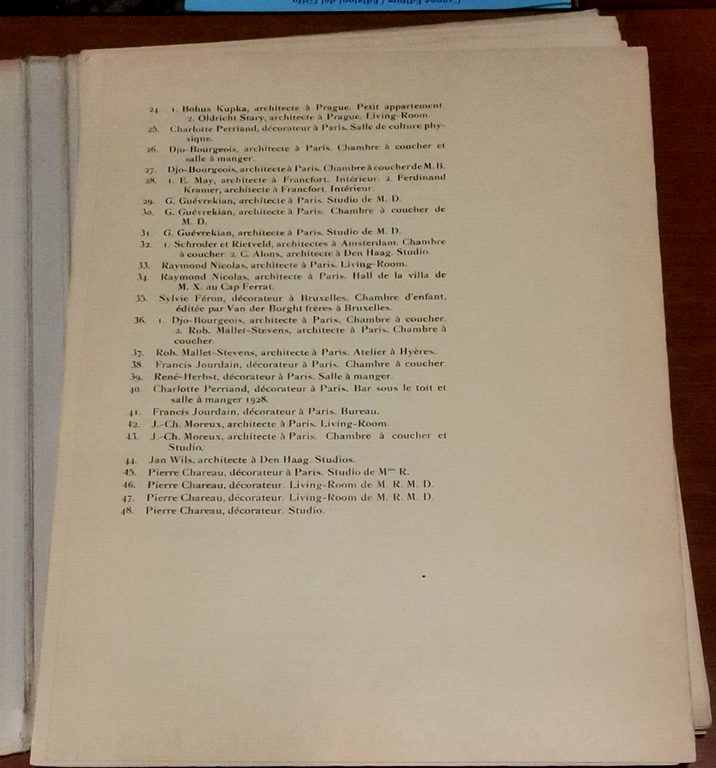 24. 1. Bohus Kupka, architecte à Prague. Petit appartement.
2. Oldricht Stary, architecte à Prague. Living-Room.
25. Charlotte Perriand, décorateur à Paris. Salle de culture phy-
sique.
26. Djo-Bourgeois, architecte à Paris. Chambre à coucher et
salle à manger.
27. Djo-Bourgeois, architecte à Paris. Chambre à coucher de M. B.
28. 1. E. May, architecte à Francfort. Intérieur. 2. Ferdinand
Kramer, architecte à Francfort. Intérieur.
29. G. Guévrekian, architecte à Paris. Studio de M. D.
30. G. Guévrekian, architecte à Paris. Chambre à coucher de
M. D.
31. G. Guévrekian, architecte à Paris. Studio de M. D.
32. 1. Schroder et Rietveld, architectes à Amsterdam. Chambre
à coucher. 2. C. Alons, architecte à Den Haag. Studio.
33. Raymond Nicolas, architecte à Paris. Living-Room.
34. Raymond Nicolas, architecte à Paris. Hall de la villa de
M. X. au Cap Ferrat.
35. Sylvie Féron, décorateur à Bruxelles. Chambre d'enfant,
éditée par Van der Borght frères à Bruxelles.
36. 1. Djo-Bourgeois, architecte à Paris. Chambre à coucher.
2. Rob. Mallet-Stevens, architecte à Paris. Chambre à
coucher.
37. Rob. Mallet-Stevens, architecte à Paris. Atelier à Hyères.
38. Francis Jourdain, décorateur à Paris. Chambre à coucher.
39. René-Herbst, décorateur à Paris. Salle à manger.
40. Charlotte Perriand, décorateur à Paris. Bar sous le toit et
salle à manger 1928.
41. Francis Jourdain, décorateur à Paris. Bureau.
42. J.-Ch. Moreux, architecte à Paris. Living-Room.
43. J.-Ch. Moreux, architecte à Paris. Chambre à coucher et
Studio.
44. Jan Wils, architecte à Den Haag. Studios.
45. Pierre Chareau, décorateur à Paris. Studio de Mme R.
46. Pierre Chareau, décorateur. Living-Room de M. R. M. D.
47. Pierre Chareau, décorateur. Living-Room de M. R. M. D.
48. Pierre Chareau, décorateur. Studio.